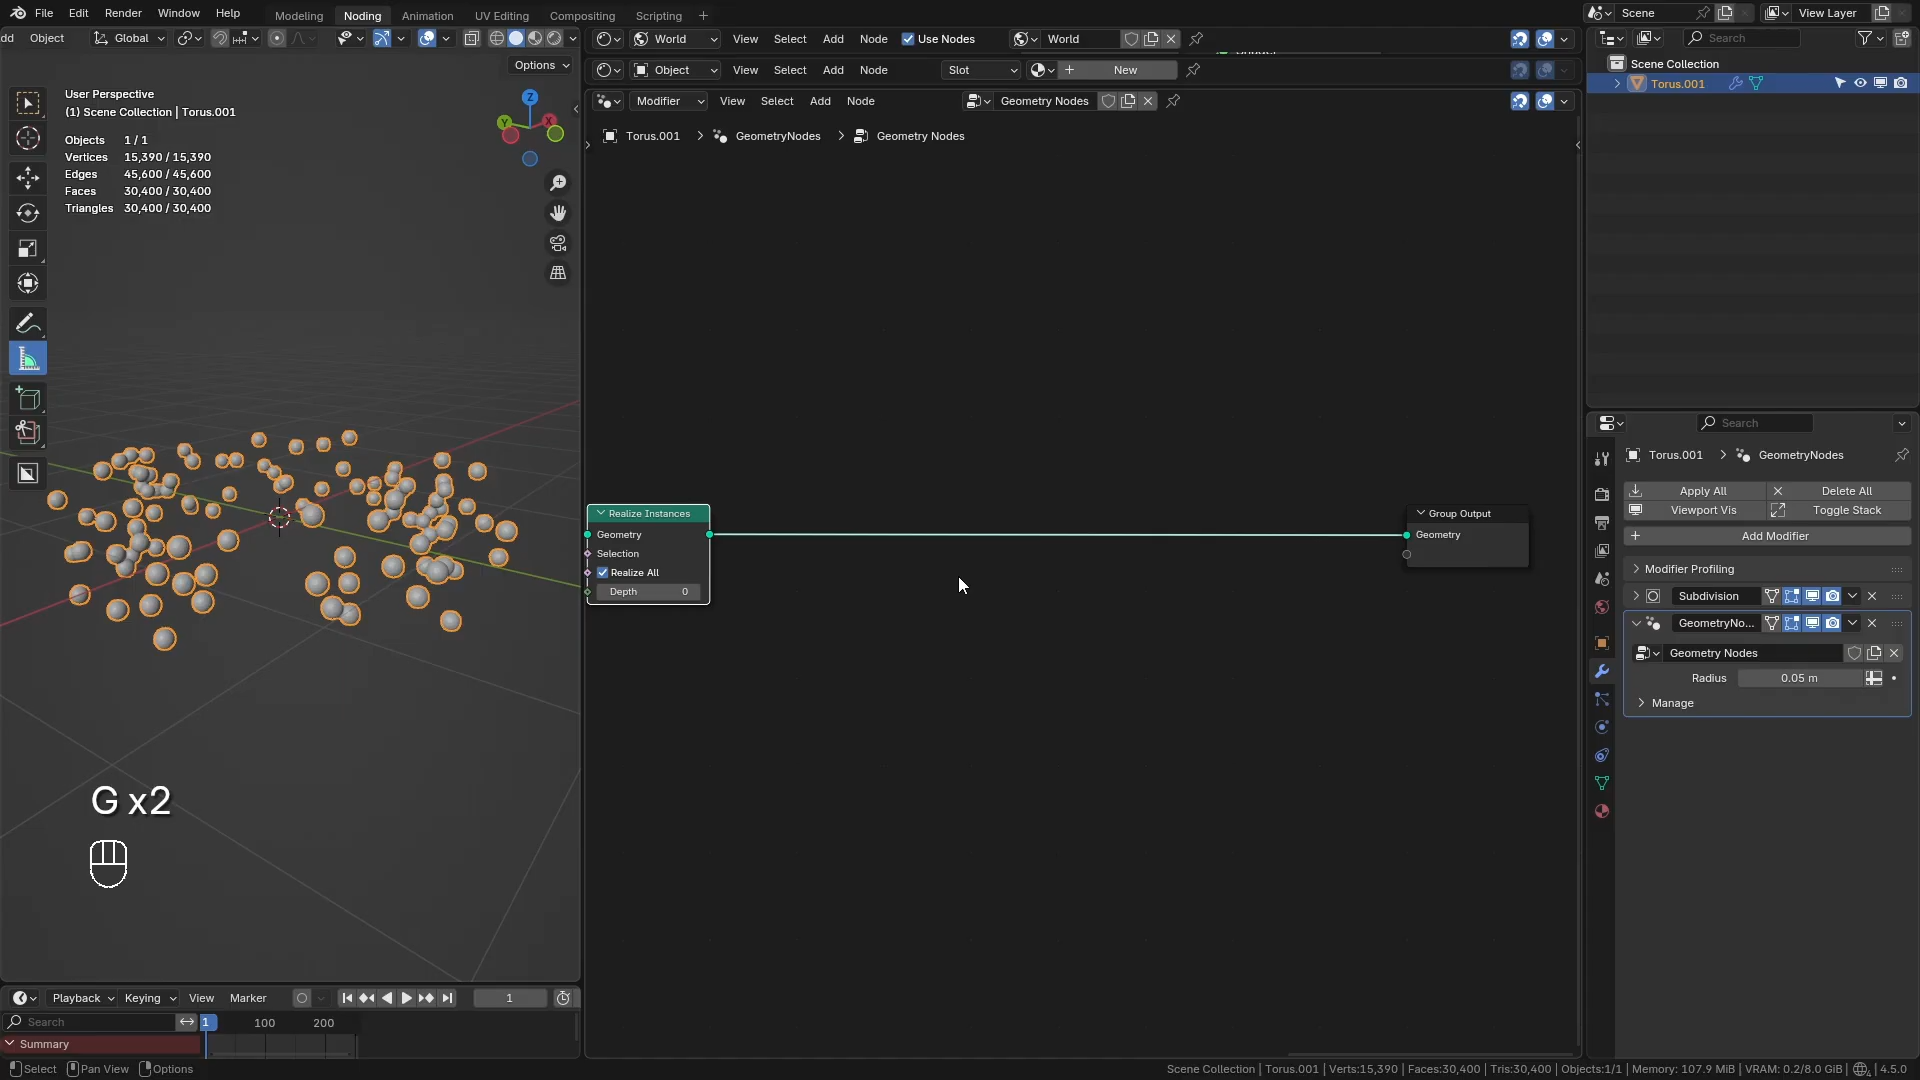 File Edit Render Window Help
Modeling Noding Animation UV Editing Compositing Scripting +
Scene
View Layer
dd Object Global
World View Select Add Node Use Nodes World
Search
Options
Object View Select Add Node Slot New
Scene Collection
Torus.001
User Perspective
(1) Scene Collection | Torus.001
Modifier View Select Add Node Geometry Nodes
Torus.001 > GeometryNodes > Geometry Nodes
Objects 1 / 1
Vertices 15,390 / 15,390
Edges 45,600 / 45,600
Faces 30,400 / 30,400
Triangles 30,400 / 30,400
Z
Y
X
Search
Torus.001 > GeometryNodes
Apply All Delete All
Viewport Vis Toggle Stack
Add Modifier
Modifier Profiling
Subdivision
GeometryNo...
Geometry Nodes
Radius 0.05 m
Manage
Realize Instances
Geometry
Selection
Realize All
Depth 0
Group Output
Geometry
G x2
Playback Keying View Marker 1
Search 1 100 200
Summary
Select Pan View Options
Scene Collection | Torus.001 | Verts:15,390 | Faces:30,400 | Tris:30,400 | Objects:1/1 | Memory: 107.9 MiB | VRAM: 0.2/8.0 GiB | 4.5.0